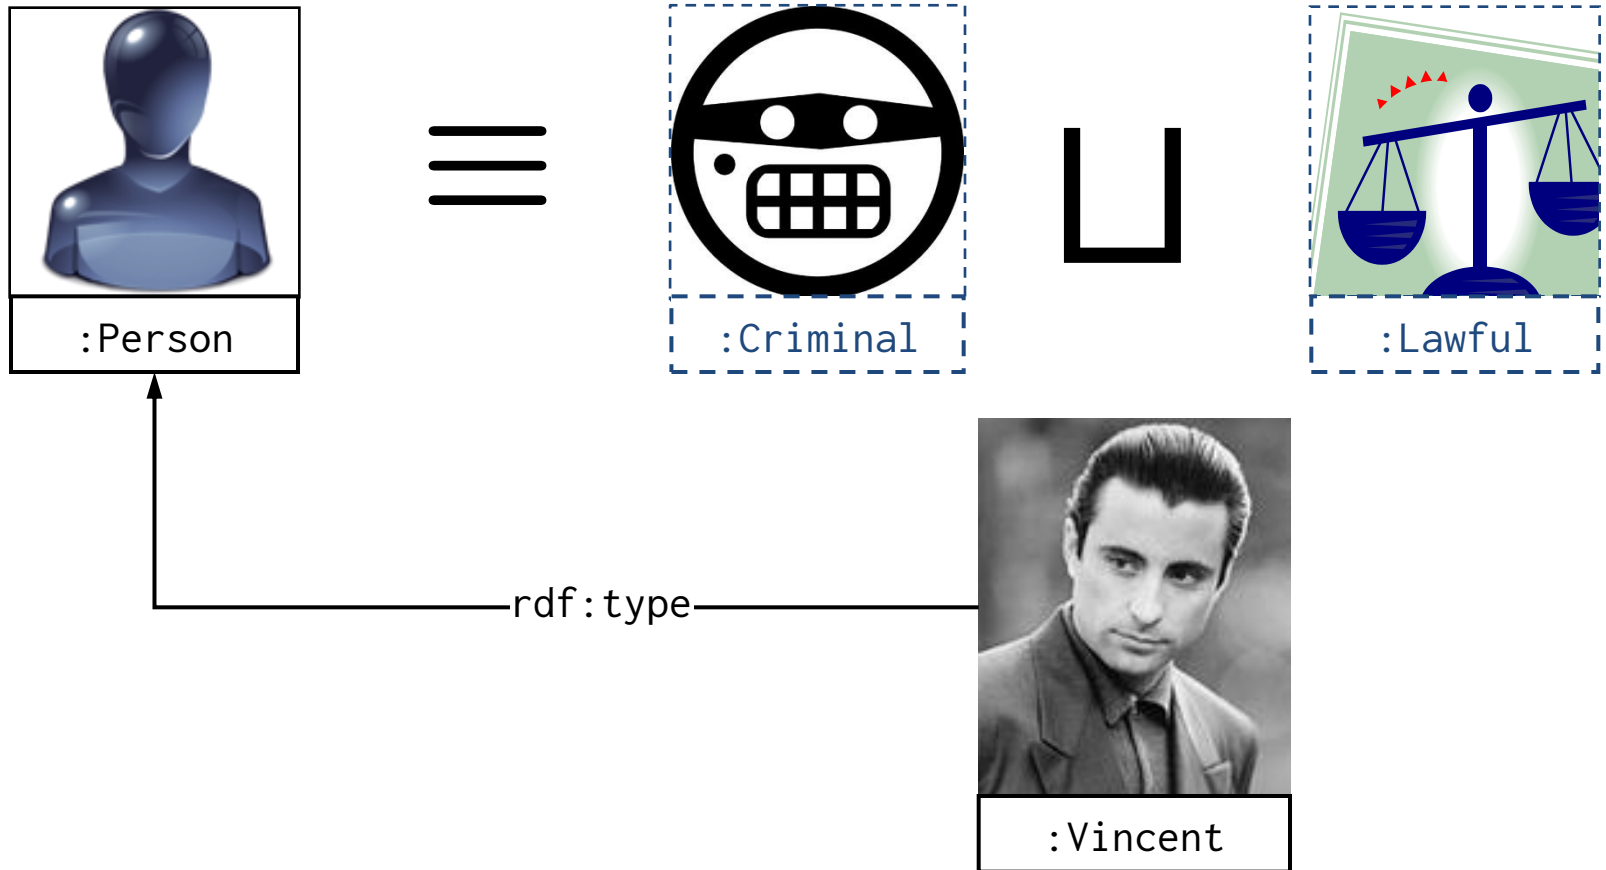 :Person
≡
:Criminal
⊔
:Lawful
rdf:type
:Vincent